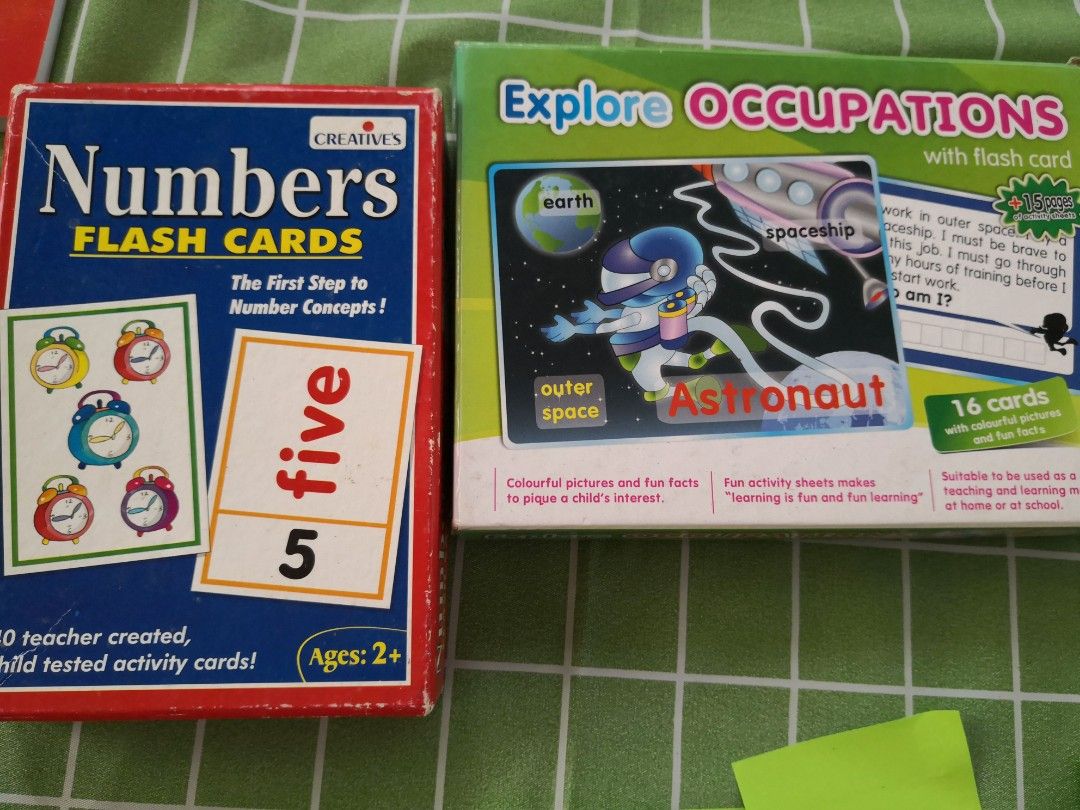 CREATIVE'S
Numbers
FLASH CARDS
The First Step to
Number Concepts!
five
5
0 teacher created,
hild tested activity cards!
Ages: 2+
Explore OCCUPATIONS
with flash card
+15 pages
of activity sheets
earth
spaceship
outer
space
Astronaut
work in outer space
aceship. I must be brave to
this job. I must go through
ny hours of training before I
start work.
o am I?
16 cards
with colourful pictures
and fun facts
Colourful pictures and fun facts
to pique a child's interest.
Fun activity sheets makes
"learning is fun and fun learning"
Suitable to be used as a
teaching and learning m
at home or at school.